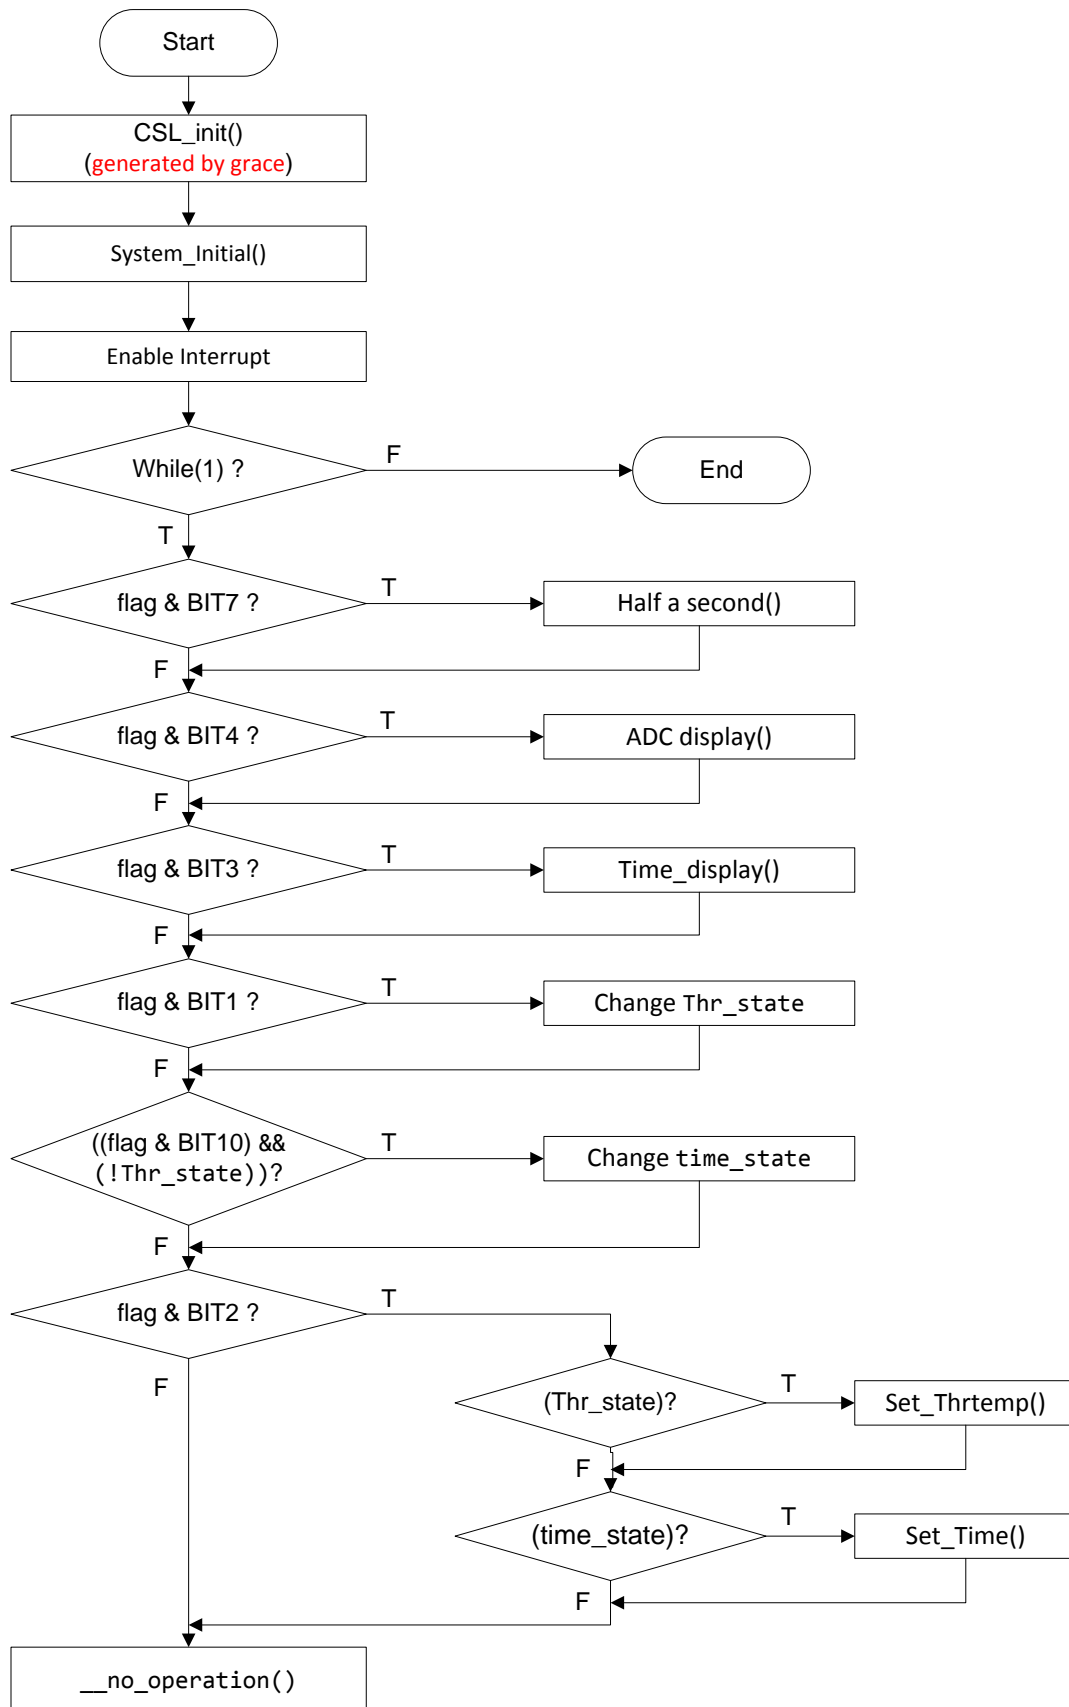 Start
CSL_init()
(generated by grace)
System_Initial()
Enable Interrupt
While(1) ?
F
End
T
flag & BIT7 ?
T
Half a second()
F
flag & BIT4 ?
T
ADC display()
F
flag & BIT3 ?
T
Time_display()
F
flag & BIT1 ?
T
Change Thr_state
F
((flag & BIT10) &&
(!Thr_state))?
T
Change time_state
F
flag & BIT2 ?
T
F
(Thr_state)?
T
Set_Thrtemp()
F
(time_state)?
T
Set_Time()
F
__no_operation()